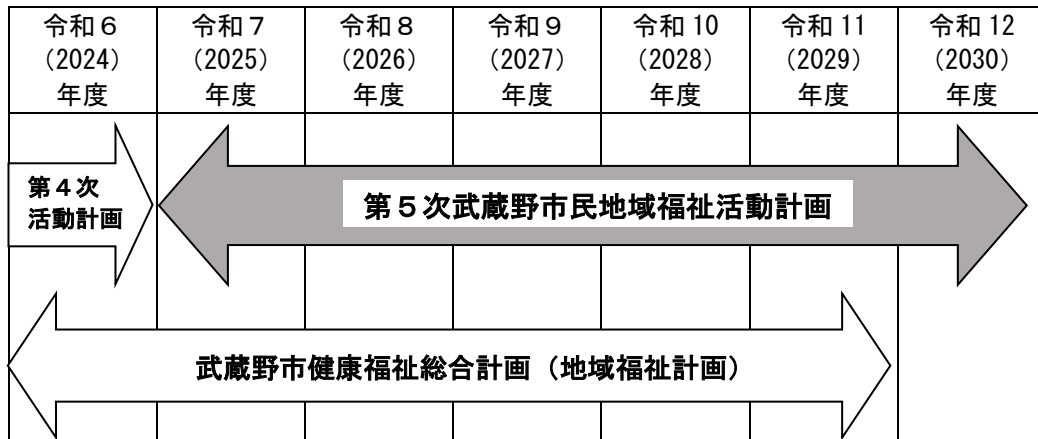 令和６ 令和７ 令和８ 令和９ 令和 10 令和 11 令和 12
（2024） （2025） （2026） （2027） （2028） （2029） （2030）
年度 年度 年度 年度 年度 年度 年度
第４次
活動計画
第５次武蔵野市民地域福祉活動計画
武蔵野市健康福祉総合計画（地域福祉計画）